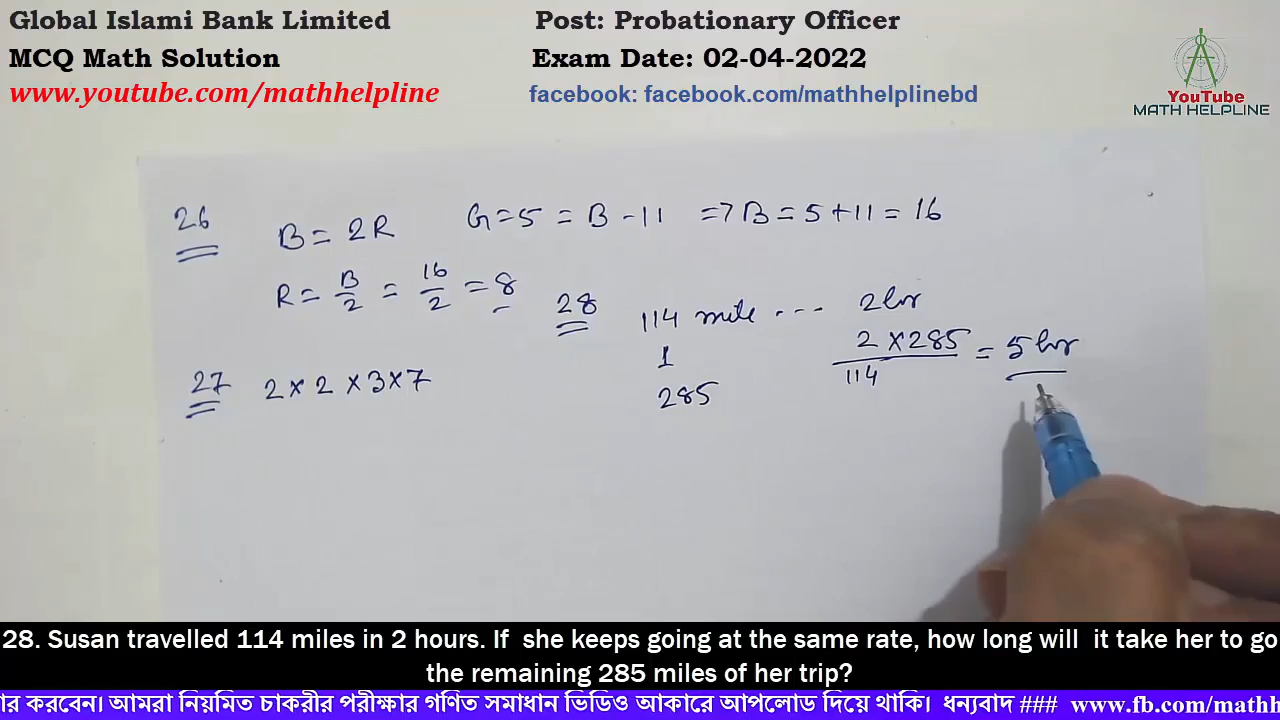 Global Islami Bank Limited Post: Probationary Officer
MCQ Math Solution Exam Date: 02-04-2022
www.youtube.com/mathhelpline facebook: facebook.com/mathhelplinebd
YouTube
MATH HELPLINE
26 B = 2R G = 5 = B - 11 => B = 5 + 11 = 16
R = B/2 = 16/2 = 8
27 2 × 2 × 3 × 7
28 114 mile --- 2 hr
1
285 2 × 285/114 = 5 hr
28. Susan travelled 114 miles in 2 hours. If she keeps going at the same rate, how long will it take her to go
the remaining 285 miles of her trip?
ার করবেন। আমরা নিয়মিত চাকরীর পরীক্ষার গণিত সমাধান ভিডিও আকারে আপলোড দিয়ে থাকি। ধন্যবাদ ### www.fb.com/mathh